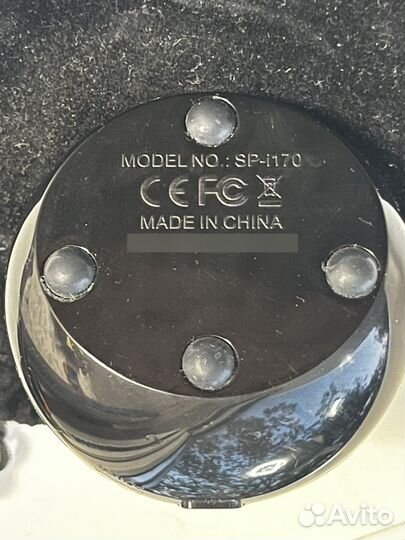 MODEL NO.: SP-I170
CE FC
MADE IN CHINA
Avito